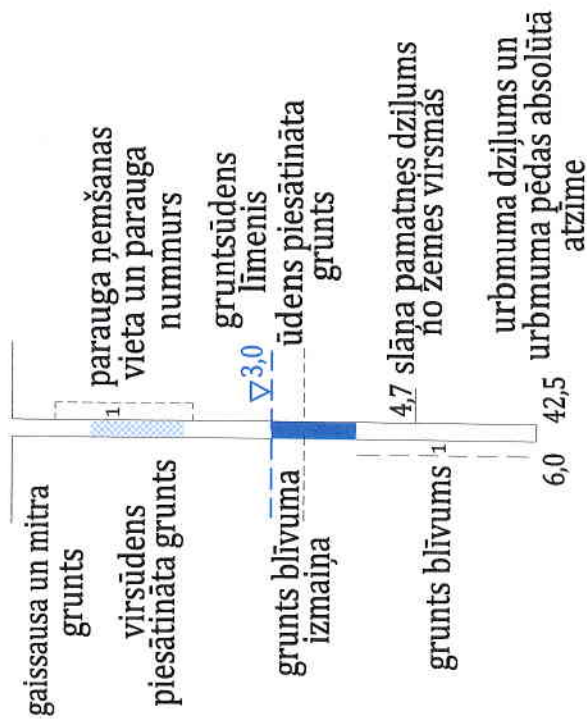 gaissausa un mitra
grunts
virsūdens
piesātināta grunts
grunts blīvuma
izmaiņa
grunts blīvums
1
parauga ņemšanas
vieta un parauga
nummurs
1
gruntsūdens
līmenis
3,0
ūdens piesātināta
grunts
4,7 slāņa pamatnes dziļums
no zemes virsmas
6,0
42,5
urbmuma dziļums un
urbmuma pēdas absolūtā
atzīme